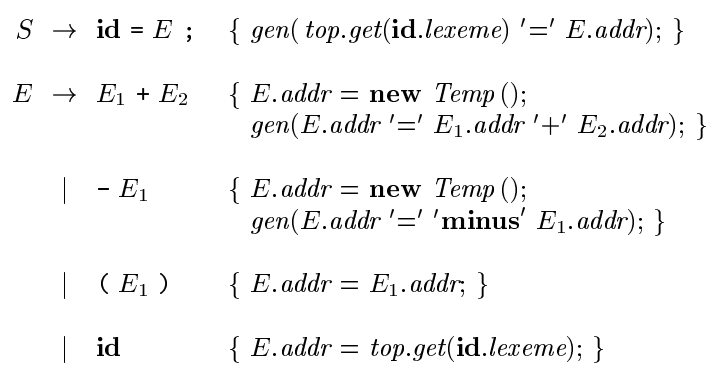 S → id = E ; { gen( top.get(id.lexeme) '=' E.addr); }
E → E₁ + E₂ { E.addr = new Temp ();
gen(E.addr '=' E₁.addr '+' E₂.addr); }
| - E₁ { E.addr = new Temp ();
gen(E.addr '=' 'minus' E₁.addr); }
| ( E₁ ) { E.addr = E₁.addr; }
| id { E.addr = top.get(id.lexeme); }